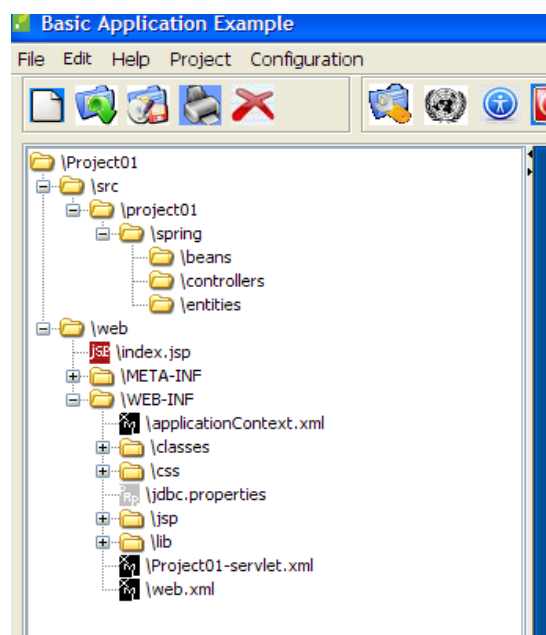 Basic Application Example
File Edit Help Project Configuration
\Project01
\src
\project01
\spring
\beans
\controllers
\entities
\web
\index.jsp
\META-INF
\WEB-INF
\applicationContext.xml
\classes
\css
\jdbc.properties
\jsp
\lib
\Project01-servlet.xml
\web.xml